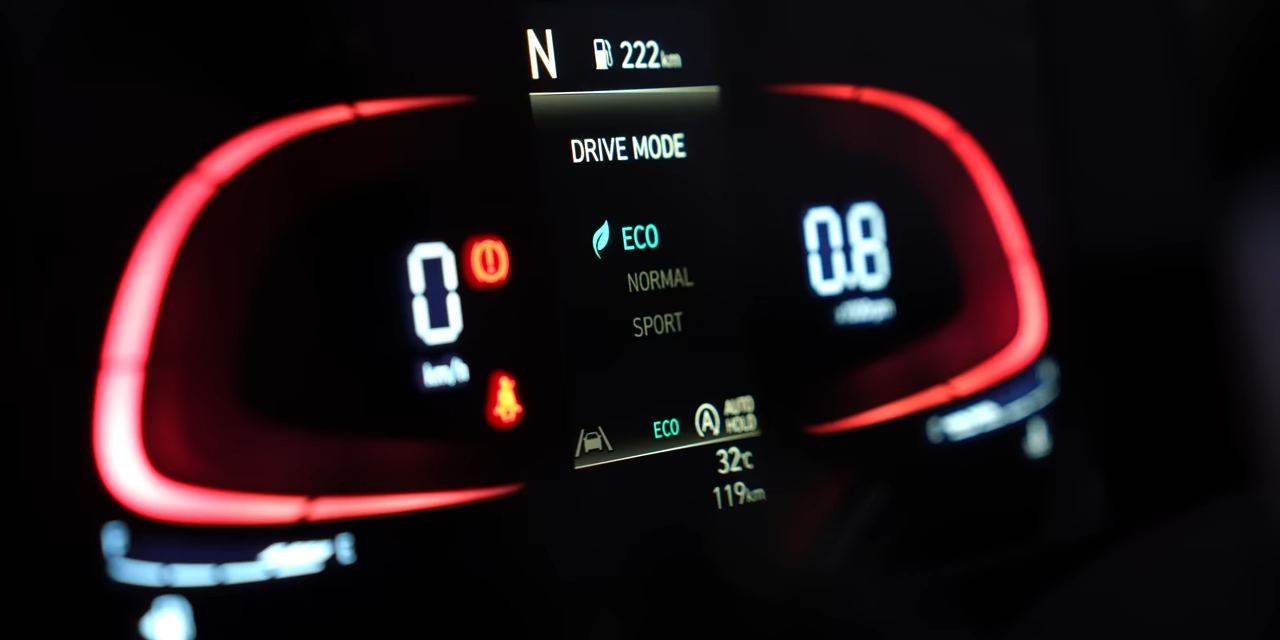 N 222km
DRIVE MODE
ECO
NORMAL
SPORT
0
km/h
0.8
ECO A AUTO HOLD
32°C
119km